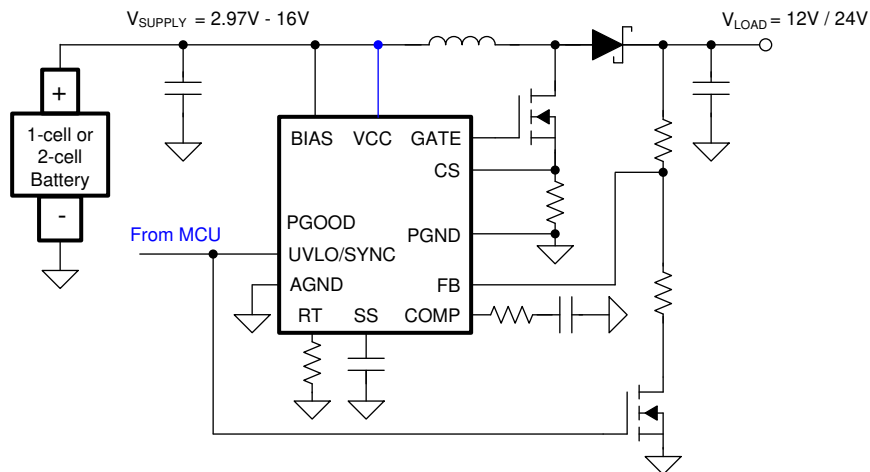 VSUPPLY = 2.97V - 16V
VLOAD = 12V / 24V
+
1-cell or
2-cell
Battery
-
BIAS VCC GATE
CS
PGOOD
PGND
From MCU
UVLO/SYNC
AGND
FB
RT SS COMP